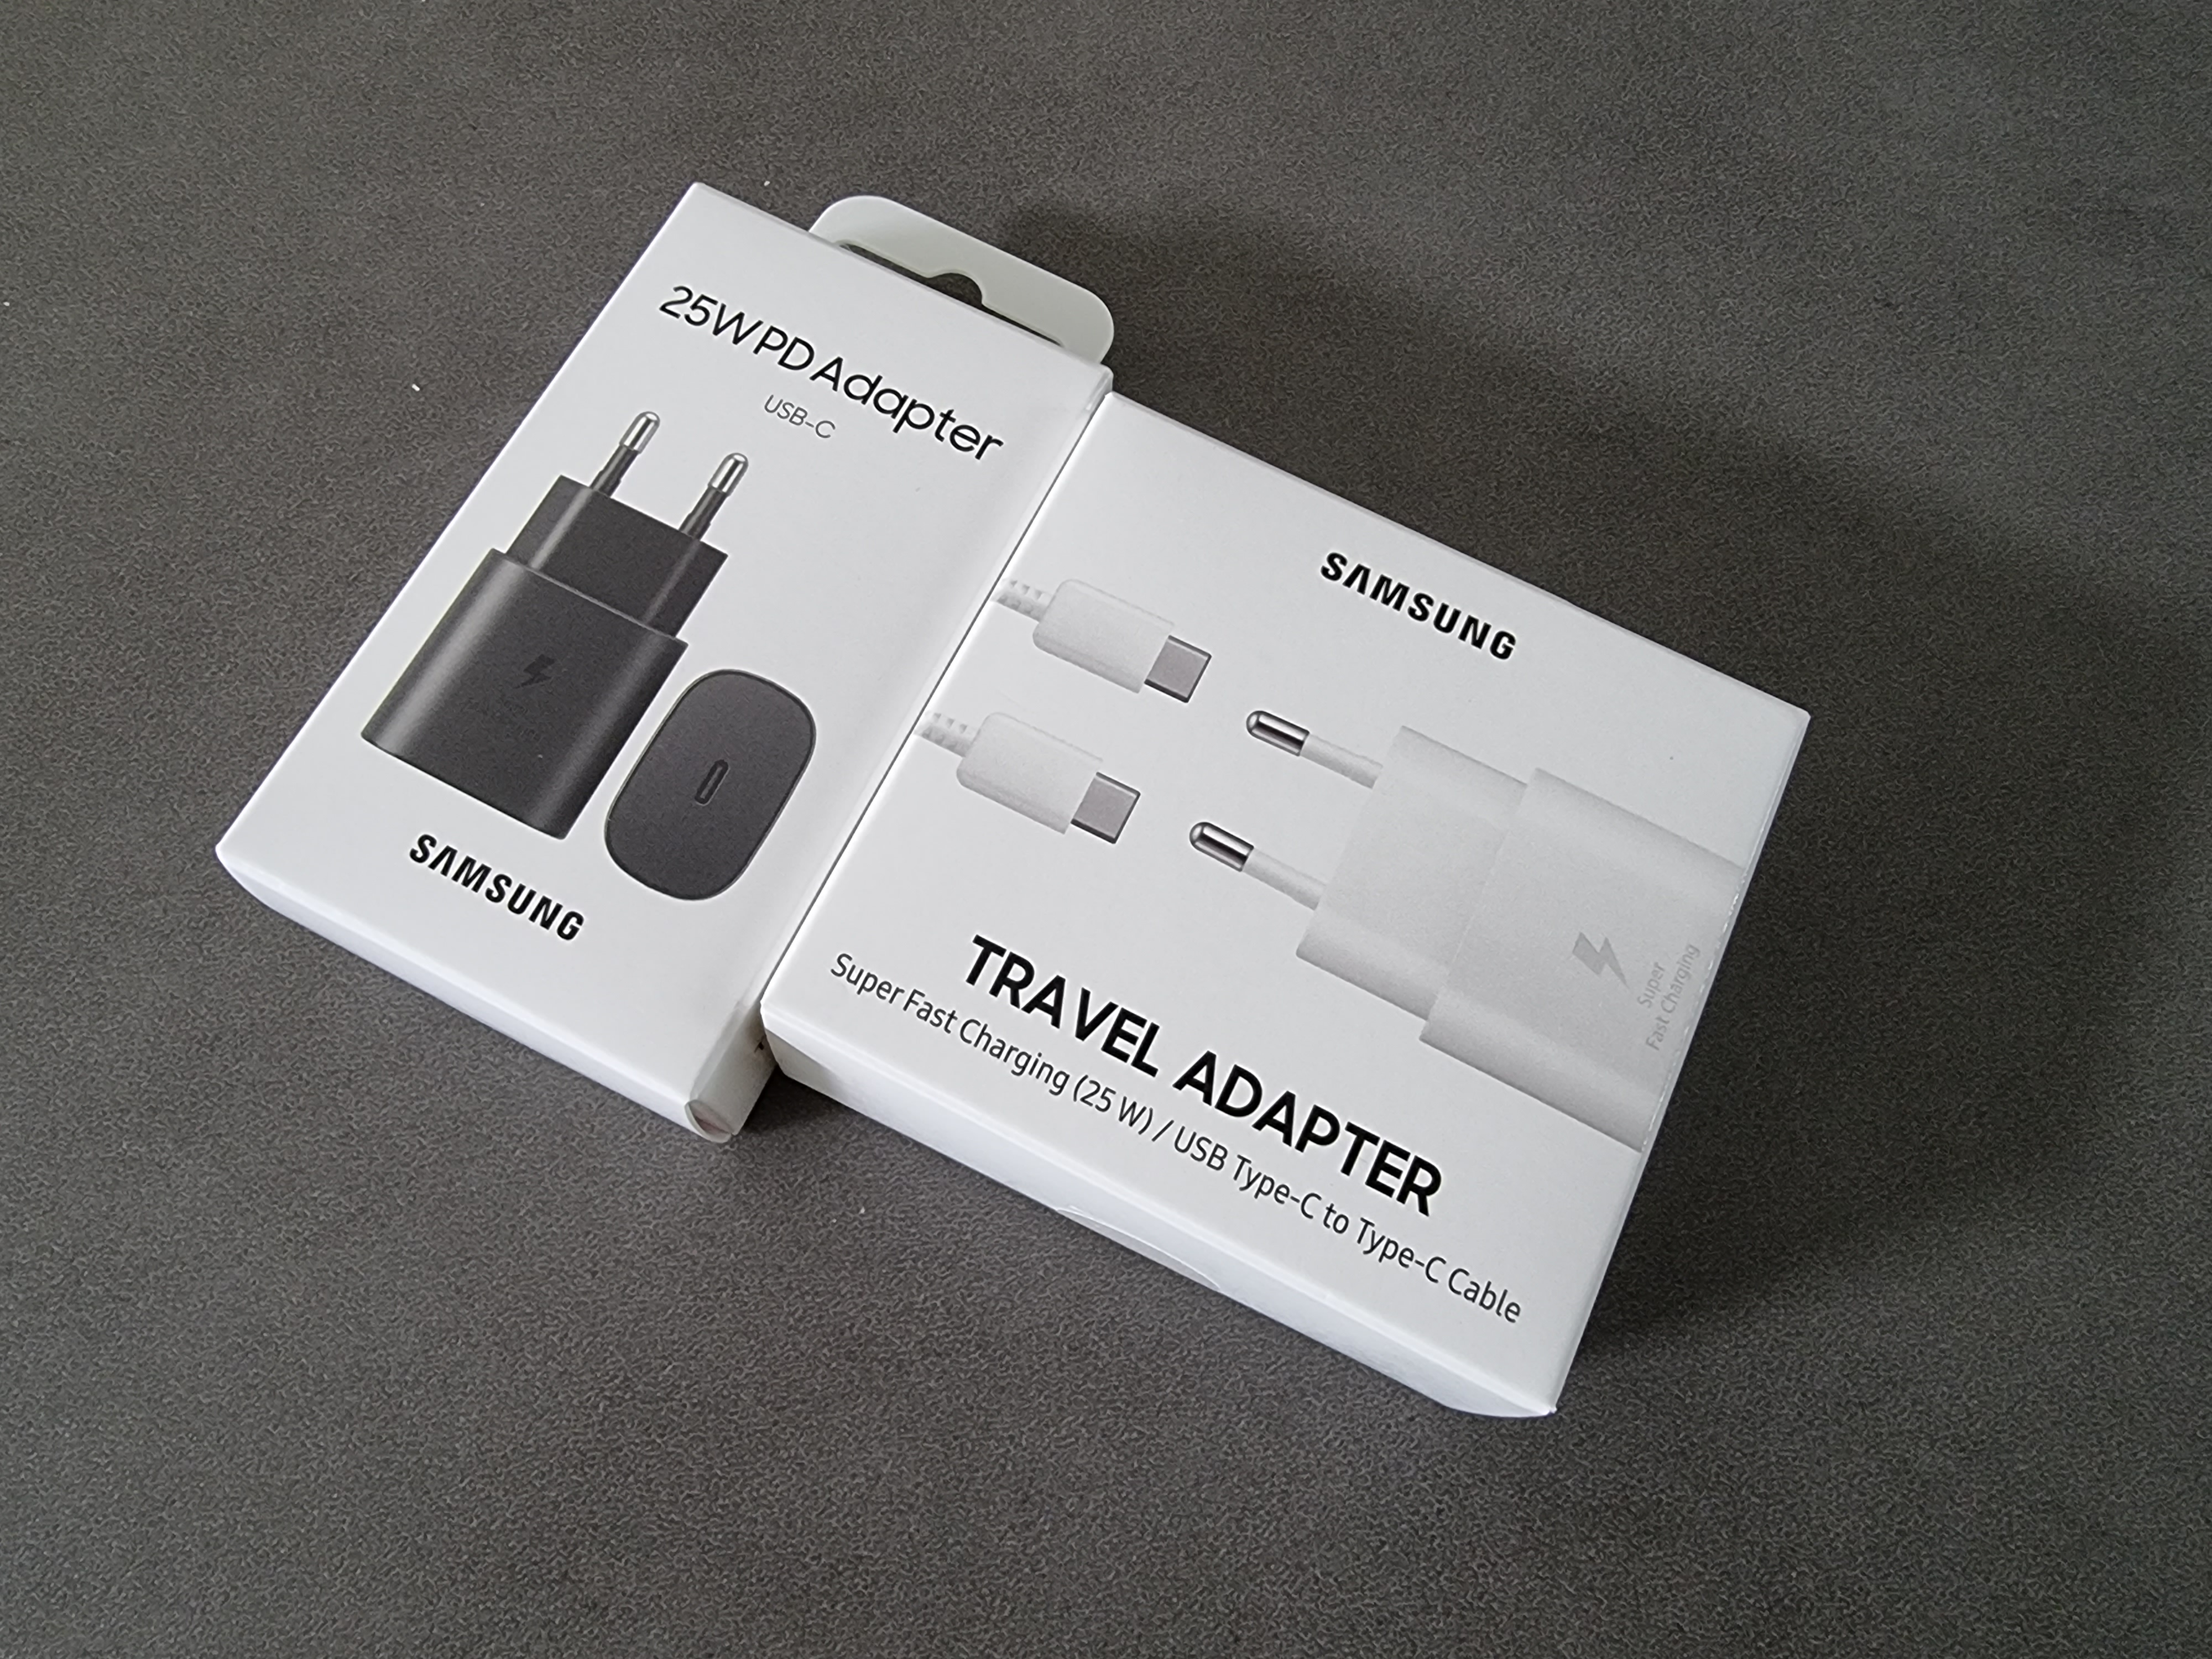 25W PD Adapter
USB-C
SAMSUNG
SAMSUNG
Super
Fast Charging
TRAVEL ADAPTER
Super Fast Charging (25 W) / USB Type-C to Type-C Cable